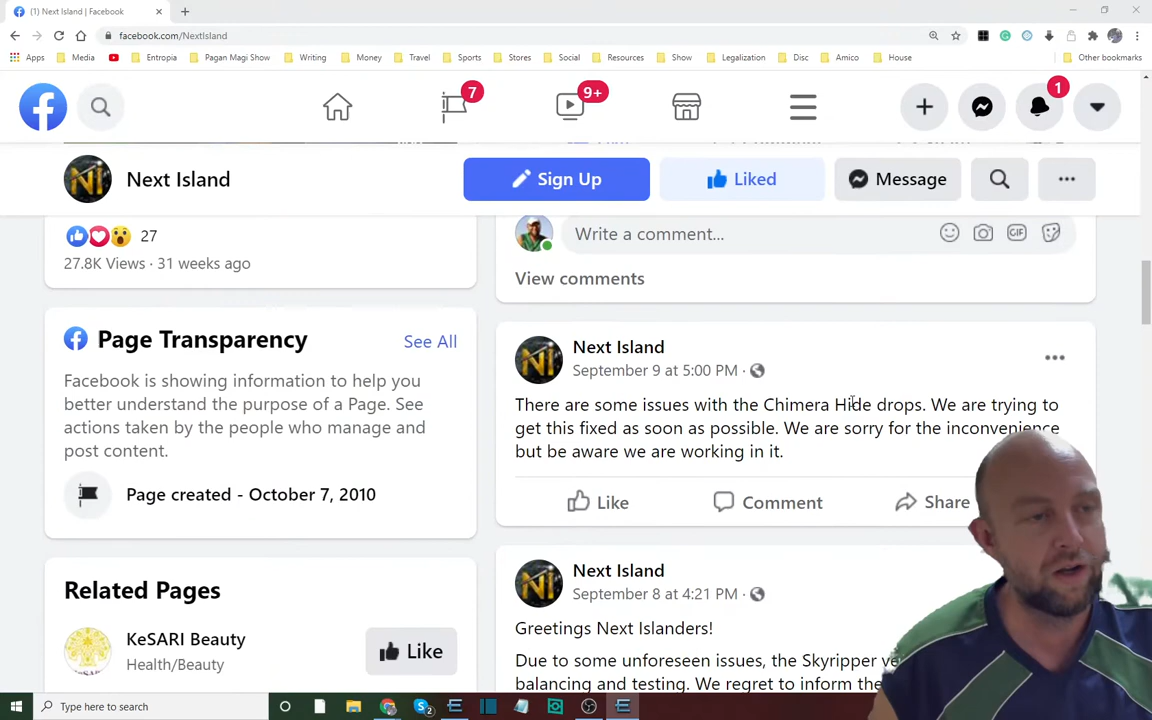 (1) Next Island | Facebook
facebook.com/NextIsland
Apps Media Entropia Pagan Magi Show Writing Money Travel Sports Stores Social Resources Show Legalization Disc Amico House Other bookmarks
7 9+ 1
NI Next Island Sign Up Liked Message
27
27.8K Views · 31 weeks ago
Page Transparency See All
Facebook is showing information to help you
better understand the purpose of a Page. See
actions taken by the people who manage and
post content.
Page created - October 7, 2010
Related Pages
KeSARI Beauty
Health/Beauty
Like
Write a comment...
GIF
View comments
NI Next Island
September 9 at 5:00 PM ·
There are some issues with the Chimera Hide drops. We are trying to
get this fixed as soon as possible. We are sorry for the inconvenience
but be aware we are working in it.
Like Comment Share
NI Next Island
September 8 at 4:21 PM ·
Greetings Next Islanders!
Due to some unforeseen issues, the Skyripper
balancing and testing. We regret to inform the
Type here to search